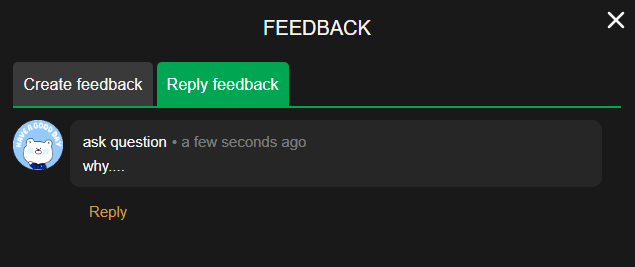 FEEDBACK
Create feedback
Reply feedback
HAVE A GOOD DAY
ask question • a few seconds ago
why....
Reply